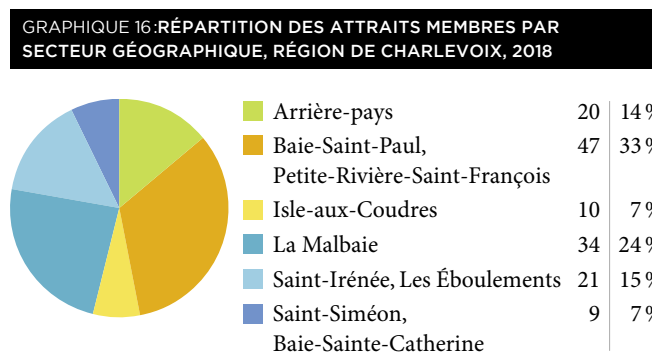 GRAPHIQUE 16 : RÉPARTITION DES ATTRAITS MEMBRES PAR
SECTEUR GÉOGRAPHIQUE, RÉGION DE CHARLEVOIX, 2018
Arrière-pays 20 14 %
Baie-Saint-Paul, 47 33 %
Petite-Rivière-Saint-François
Isle-aux-Coudres 10 7 %
La Malbaie 34 24 %
Saint-Irénée, Les Éboulements 21 15 %
Saint-Siméon, 9 7 %
Baie-Sainte-Catherine